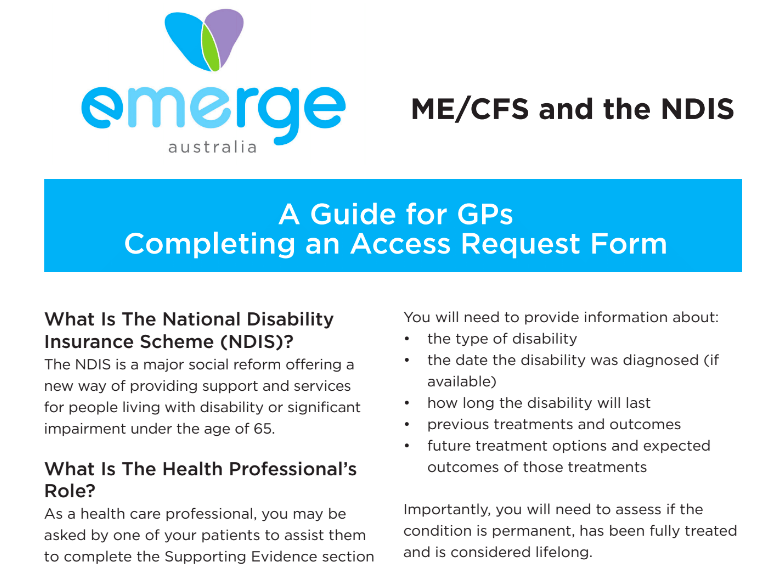 emerge
australia
ME/CFS and the NDIS
A Guide for GPs
Completing an Access Request Form
What Is The National Disability
Insurance Scheme (NDIS)?
The NDIS is a major social reform offering a
new way of providing support and services
for people living with disability or significant
impairment under the age of 65.
What Is The Health Professional's
Role?
As a health care professional, you may be
asked by one of your patients to assist them
to complete the Supporting Evidence section
You will need to provide information about:
• the type of disability
• the date the disability was diagnosed (if
available)
• how long the disability will last
• previous treatments and outcomes
• future treatment options and expected
outcomes of those treatments
Importantly, you will need to assess if the
condition is permanent, has been fully treated
and is considered lifelong.